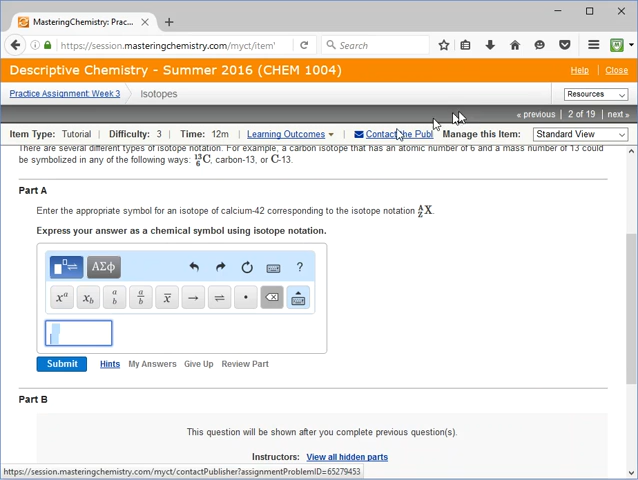 MasteringChemistry: Prac...
https://session.masteringchemistry.com/myct/item'
Search
Descriptive Chemistry - Summer 2016 (CHEM 1004)
Help | Close
Practice Assignment: Week 3
Isotopes
Resources
« previous | 2 of 19 | next »
Item Type: Tutorial | Difficulty: 3 | Time: 12m | Learning Outcomes | Contact the Publ Manage this Item: Standard View
There are several different types of isotope notation. For example, a carbon isotope that has an atomic number of 6 and a mass number of 13 could
be symbolized in any of the following ways: ¹³₆C, carbon-13, or C-13.
Part A
Enter the appropriate symbol for an isotope of calcium-42 corresponding to the isotope notation ᴬ_ZX.
Express your answer as a chemical symbol using isotope notation.
ΑΣφ ?
xᵃ x_b a/b a/b x̅ → ⇌ •
Submit Hints My Answers Give Up Review Part
Part B
This question will be shown after you complete previous question(s).
Instructors: View all hidden parts
https://session.masteringchemistry.com/myct/contactPublisher?assignmentProblemID=65279453